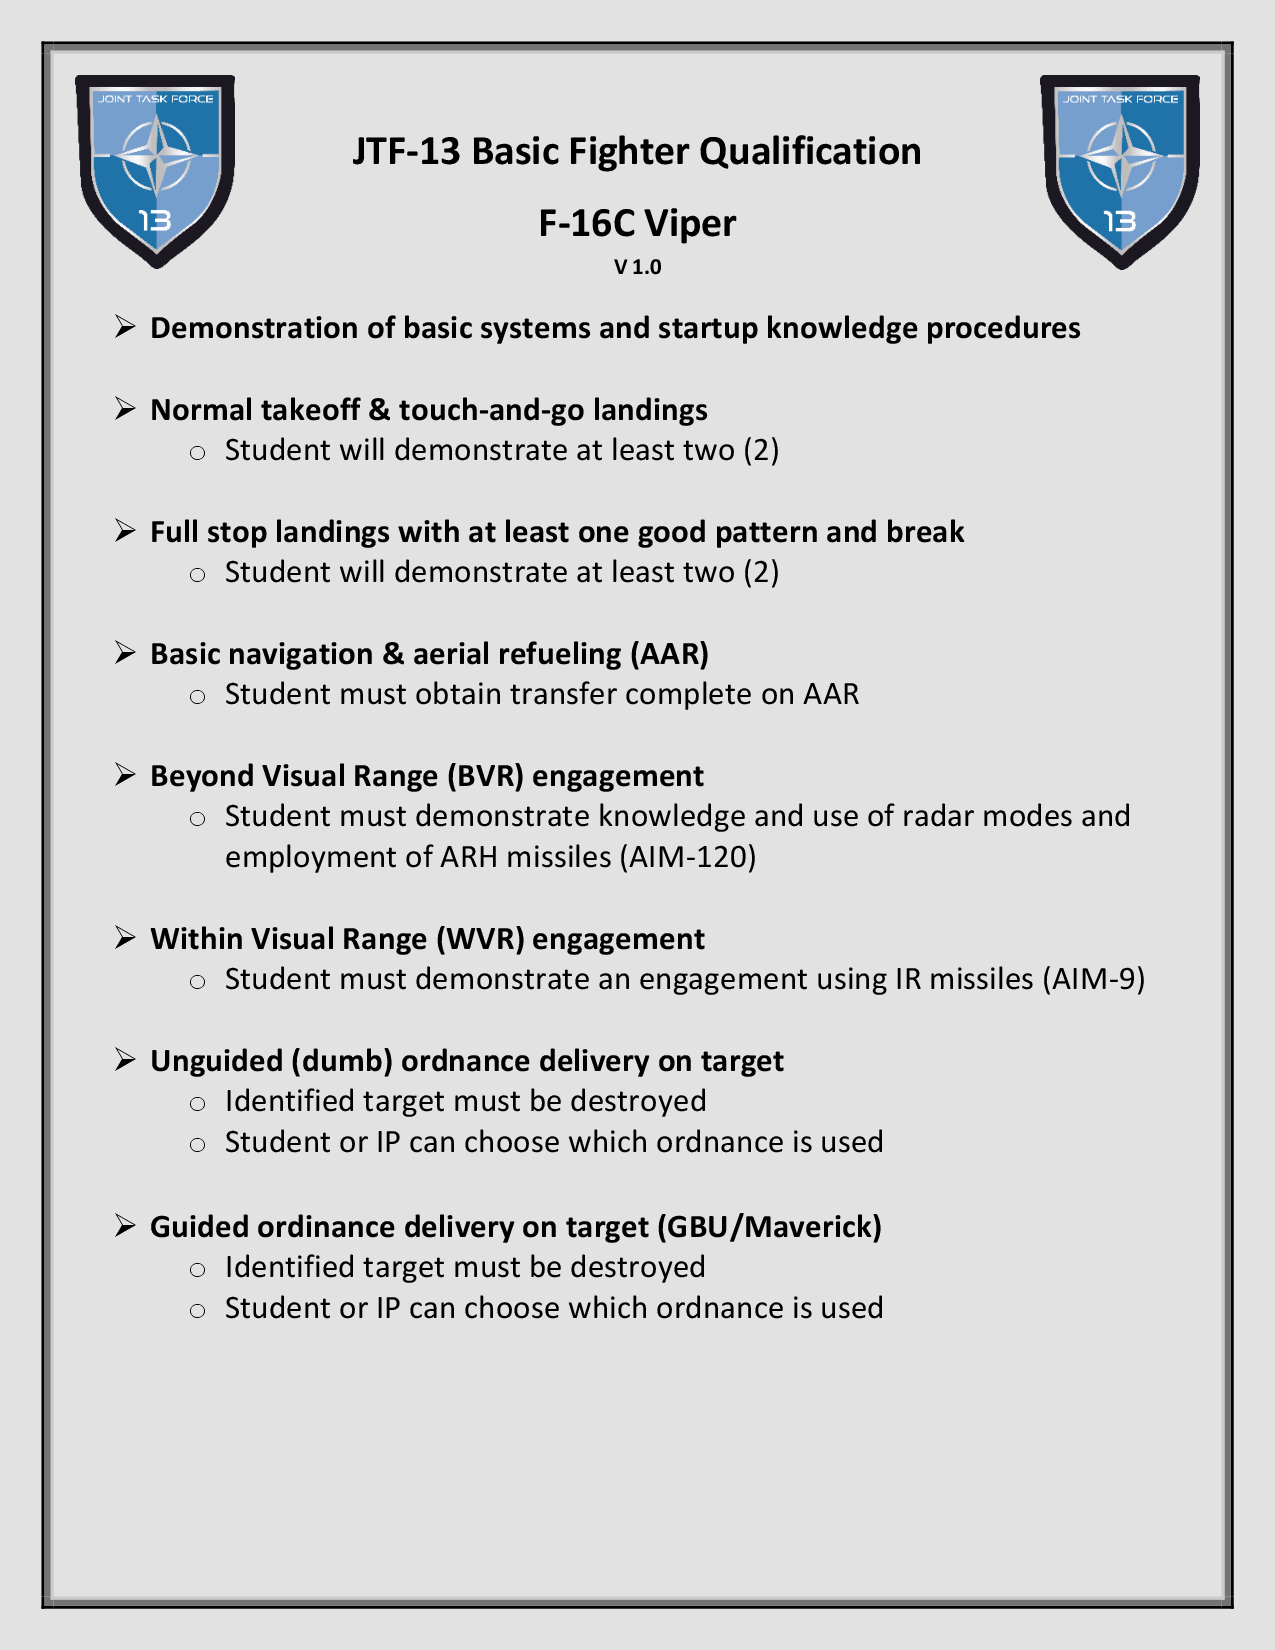 JOINT TASK FORCE
13
JOINT TASK FORCE
13
JTF-13 Basic Fighter Qualification
F-16C Viper
V 1.0
➢ Demonstration of basic systems and startup knowledge procedures
➢ Normal takeoff & touch-and-go landings
o Student will demonstrate at least two (2)
➢ Full stop landings with at least one good pattern and break
o Student will demonstrate at least two (2)
➢ Basic navigation & aerial refueling (AAR)
o Student must obtain transfer complete on AAR
➢ Beyond Visual Range (BVR) engagement
o Student must demonstrate knowledge and use of radar modes and
employment of ARH missiles (AIM-120)
➢ Within Visual Range (WVR) engagement
o Student must demonstrate an engagement using IR missiles (AIM-9)
➢ Unguided (dumb) ordnance delivery on target
o Identified target must be destroyed
o Student or IP can choose which ordnance is used
➢ Guided ordinance delivery on target (GBU/Maverick)
o Identified target must be destroyed
o Student or IP can choose which ordnance is used